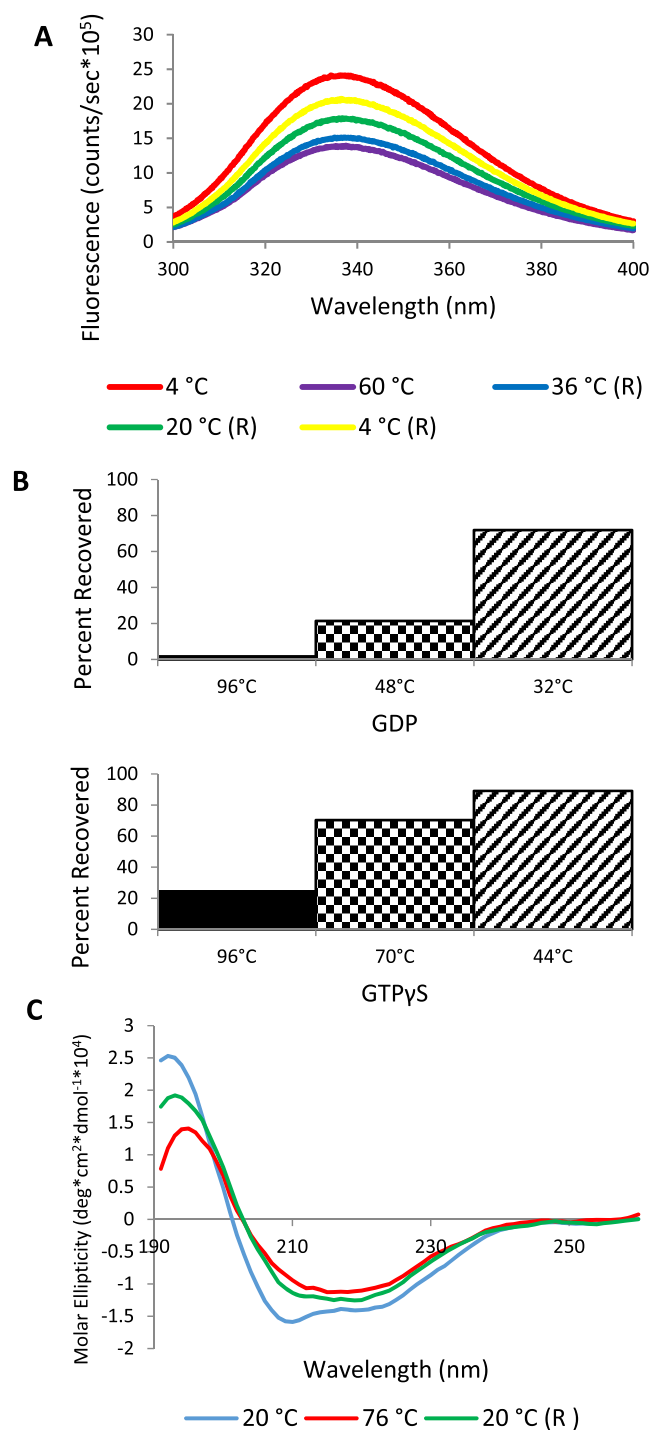 A
Fluorescence (counts/sec*10⁵)
30
25
20
15
10
5
0
300 320 340 360 380 400
Wavelength (nm)
4 °C 60 °C 36 °C (R)
20 °C (R) 4 °C (R)
B
Percent Recovered
100
80
60
40
20
0
96°C 48°C 32°C
GDP
Percent Recovered
100
80
60
40
20
0
96°C 70°C 44°C
GTPγS
C
Molar Ellipticity (deg*cm²*dmol⁻¹*10⁴)
3
2.5
2
1.5
1
0.5
0
-0.5
-1
-1.5
-2
190 210 230 250
Wavelength (nm)
20 °C 76 °C 20 °C (R )